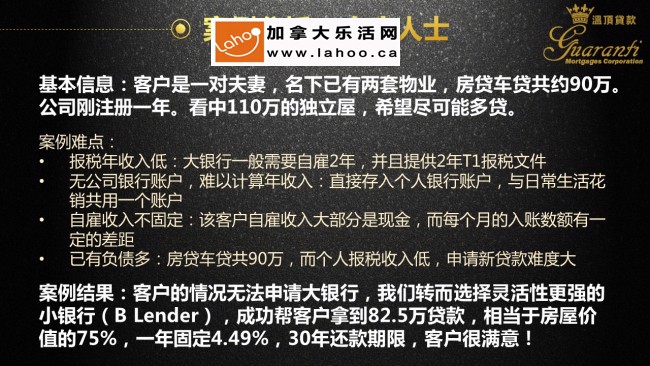 人士
Lahoo
加拿大乐活网
www.lahoo.ca
溫頂貸款
Guaranti
Mortgages Corporation
基本信息：客户是一对夫妻，名下已有两套物业，房贷车贷共约90万。
公司刚注册一年。看中110万的独立屋，希望尽可能多贷。
案例难点：
• 报税年收入低：大银行一般需要自雇2年，并且提供2年T1报税文件
• 无公司银行账户，难以计算年收入：直接存入个人银行账户，与日常生活花
销共用一个账户
• 自雇收入不固定：该客户自雇收入大部分是现金，而每个月的入账数额有一
定的差距
• 已有负债多：房贷车贷共90万，而个人报税收入低，申请新贷款难度大
案例结果：客户的情况无法申请大银行，我们转而选择灵活性更强的
小银行（B Lender），成功帮客户拿到82.5万贷款，相当于房屋价
值的75%，一年固定4.49%，30年还款期限，客户很满意！